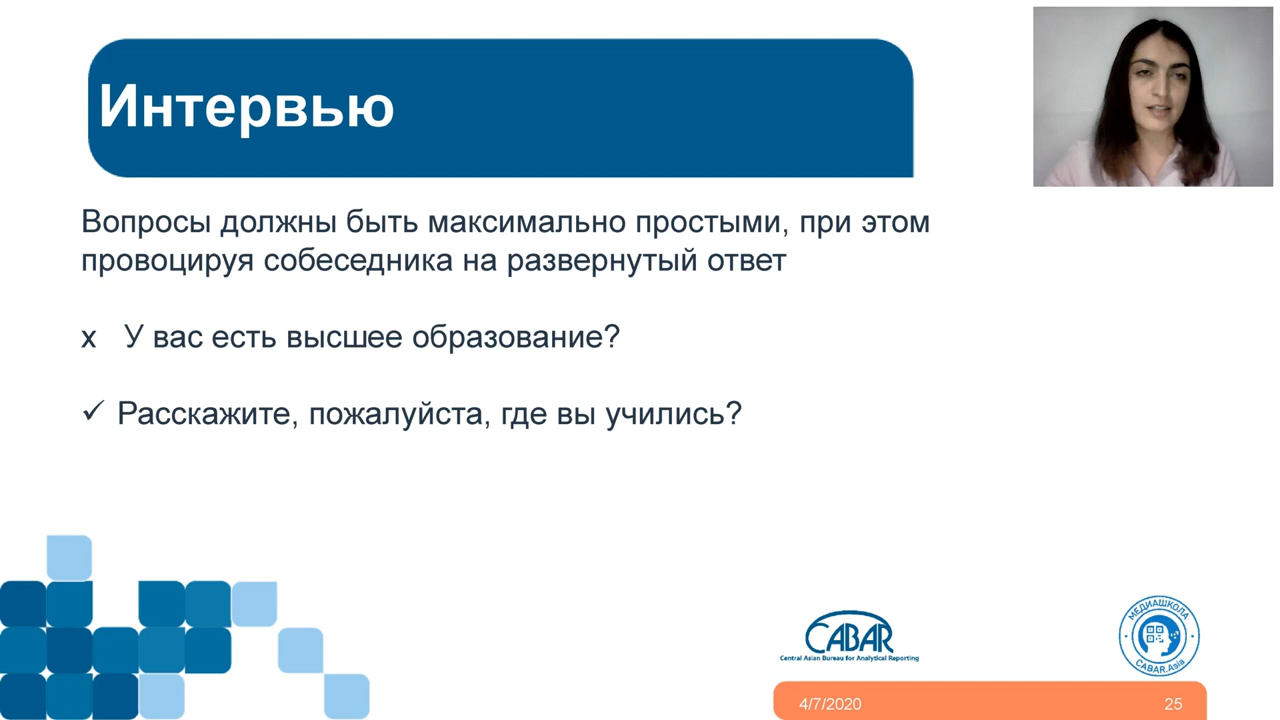 Интервью
Вопросы должны быть максимально простыми, при этом
провоцируя собеседника на развернутый ответ
x У вас есть высшее образование?
✓ Расскажите, пожалуйста, где вы учились?
CABAR
Central Asian Bureau for Analytical Reporting
МЕДИАШКОЛА
CABAR.Asia
4/7/2020
25